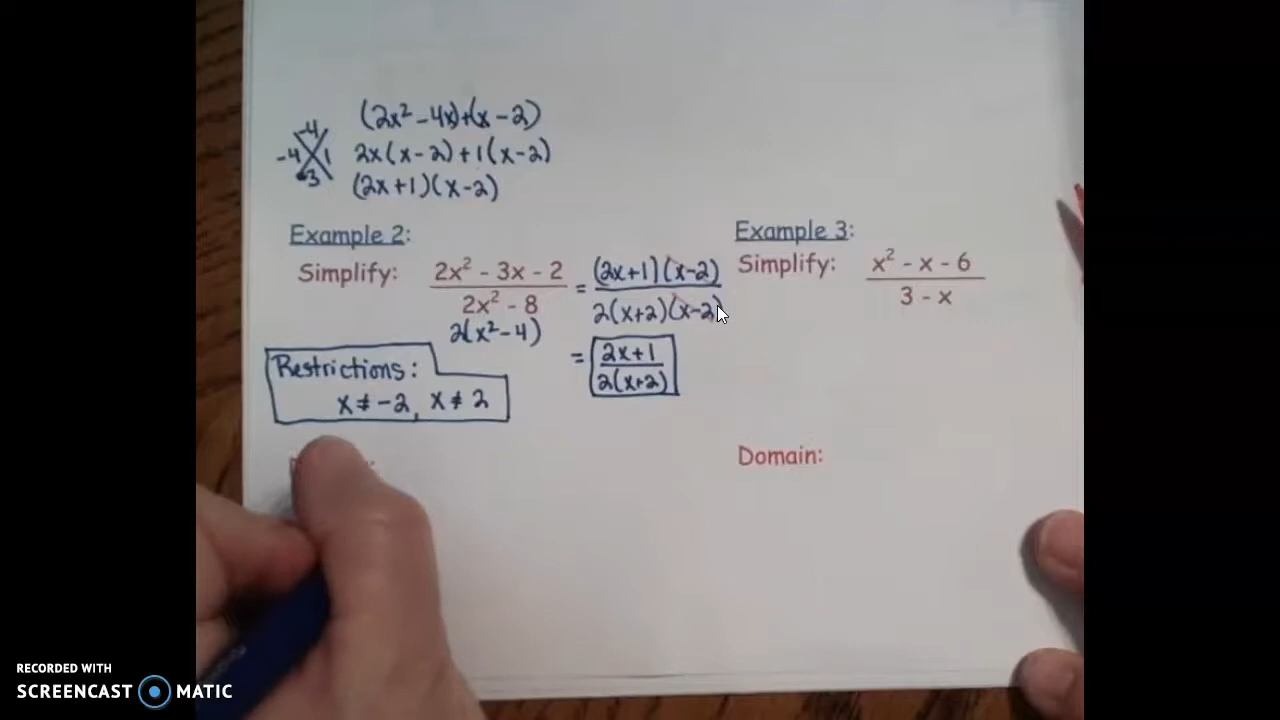 (2x² - 4x)+(x - 2)
-4
-4 1 2x(x - 2) + 1(x - 2)
-3 (2x + 1)(x - 2)
Example 2:
Simplify: 2x² - 3x - 2 / 2x² - 8 = (2x+1)(x-2) / 2(x+2)(x-2)
2(x² - 4)
= 2x+1 / 2(x+2)
Restrictions:
x ≠ -2, x ≠ 2
Example 3:
Simplify: x² - x - 6 / 3 - x
Domain:
RECORDED WITH
SCREENCAST MATIC